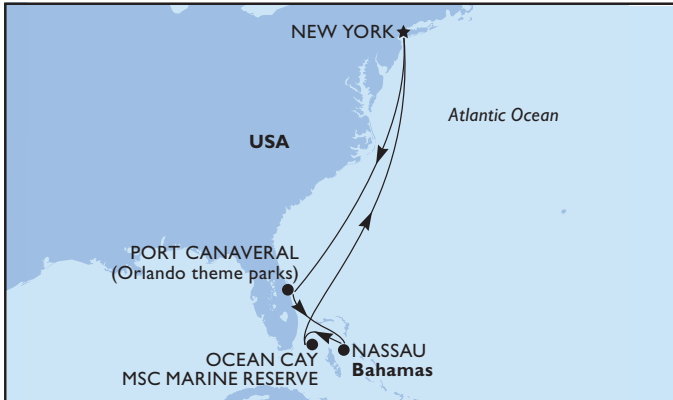 NEW YORK
Atlantic Ocean
USA
PORT CANAVERAL
(Orlando theme parks)
OCEAN CAY
MSC MARINE RESERVE
NASSAU
Bahamas